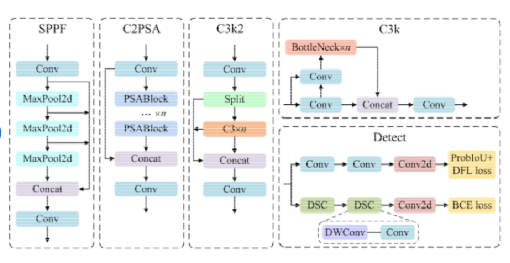 SPPF
Conv
MaxPool2d
MaxPool2d
MaxPool2d
Concat
Conv
C2PSA
Conv
PSABlock
... ×n
PSABlock
Concat
Conv
C3k2
Conv
Split
C3×n
Concat
Conv
C3k
BottleNeck×n
Conv
Conv
Concat
Conv
Detect
Conv
Conv
Conv2d
ProbIoU+
DFL loss
DSC
DSC
Conv2d
BCE loss
DWConv
Conv